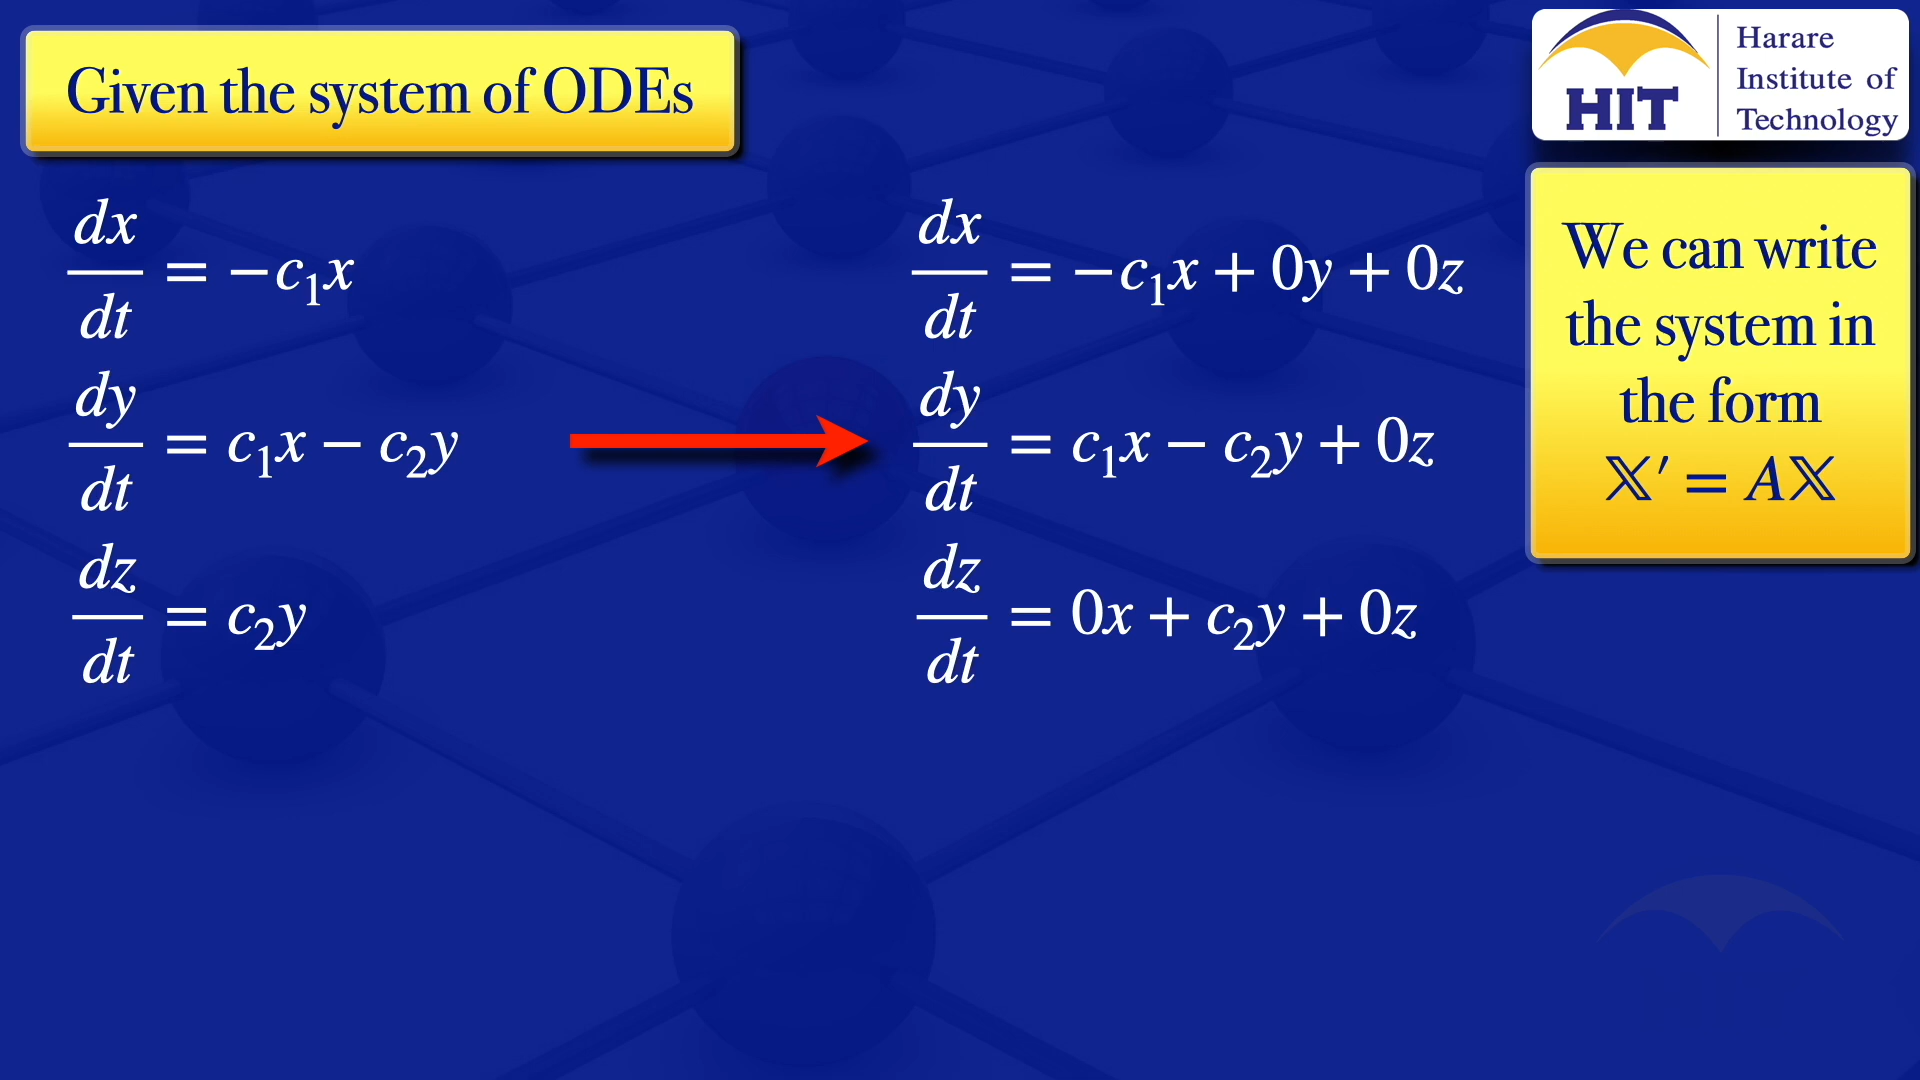 Given the system of ODEs
HIT
Harare
Institute of
Technology
dx/dt = −c₁x
dy/dt = c₁x − c₂y
dz/dt = c₂y
dx/dt = −c₁x + 0y + 0z
dy/dt = c₁x − c₂y + 0z
dz/dt = 0x + c₂y + 0z
We can write
the system in
the form
𝕏′ = A𝕏